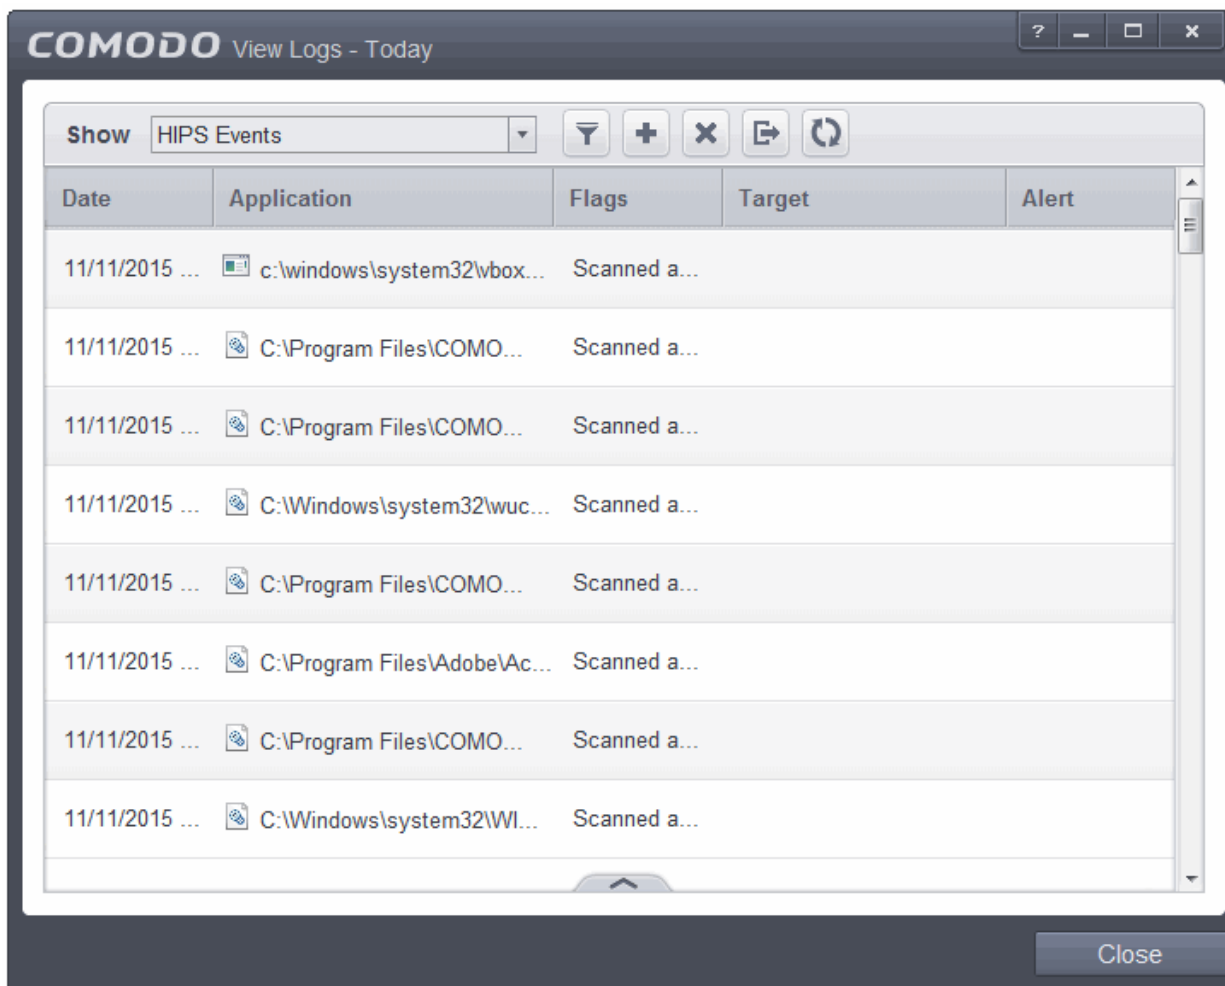 COMODO View Logs - Today
?
Show HIPS Events
Date Application Flags Target Alert
11/11/2015 ... c:\windows\system32\vbox... Scanned a...
11/11/2015 ... C:\Program Files\COMO... Scanned a...
11/11/2015 ... C:\Program Files\COMO... Scanned a...
11/11/2015 ... C:\Windows\system32\wuc... Scanned a...
11/11/2015 ... C:\Program Files\COMO... Scanned a...
11/11/2015 ... C:\Program Files\Adobe\Ac... Scanned a...
11/11/2015 ... C:\Program Files\COMO... Scanned a...
11/11/2015 ... C:\Windows\system32\WI... Scanned a...
Close